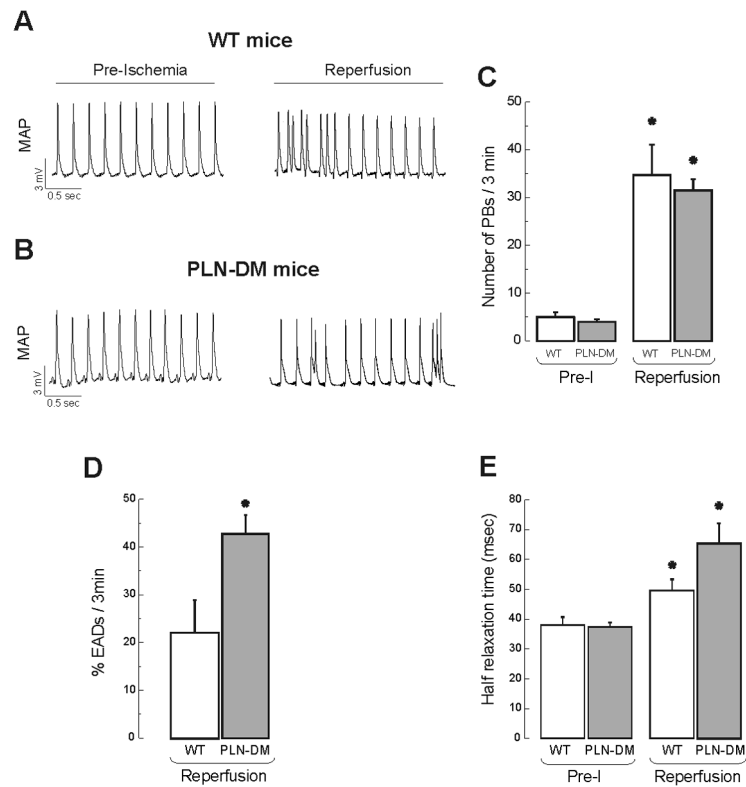 A
WT mice
Pre-Ischemia
Reperfusion
MAP
3 mV
0.5 sec
B
PLN-DM mice
MAP
3 mV
0.5 sec
C
Number of PBs / 3 min
50
40
30
20
10
0
*
*
WT
PLN-DM
WT
PLN-DM
Pre-I
Reperfusion
D
% EADs / 3min
50
40
30
20
10
0
*
WT
PLN-DM
Reperfusion
E
Half relaxation time (msec)
80
70
60
50
40
30
20
10
0
*
*
WT
PLN-DM
WT
PLN-DM
Pre-I
Reperfusion